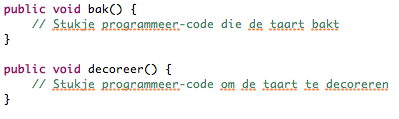 public void bak() {
    // Stukje programmeer-code die de taart bakt
}
public void decoreer() {
    // Stukje programmeer-code om de taart te decoreren
}